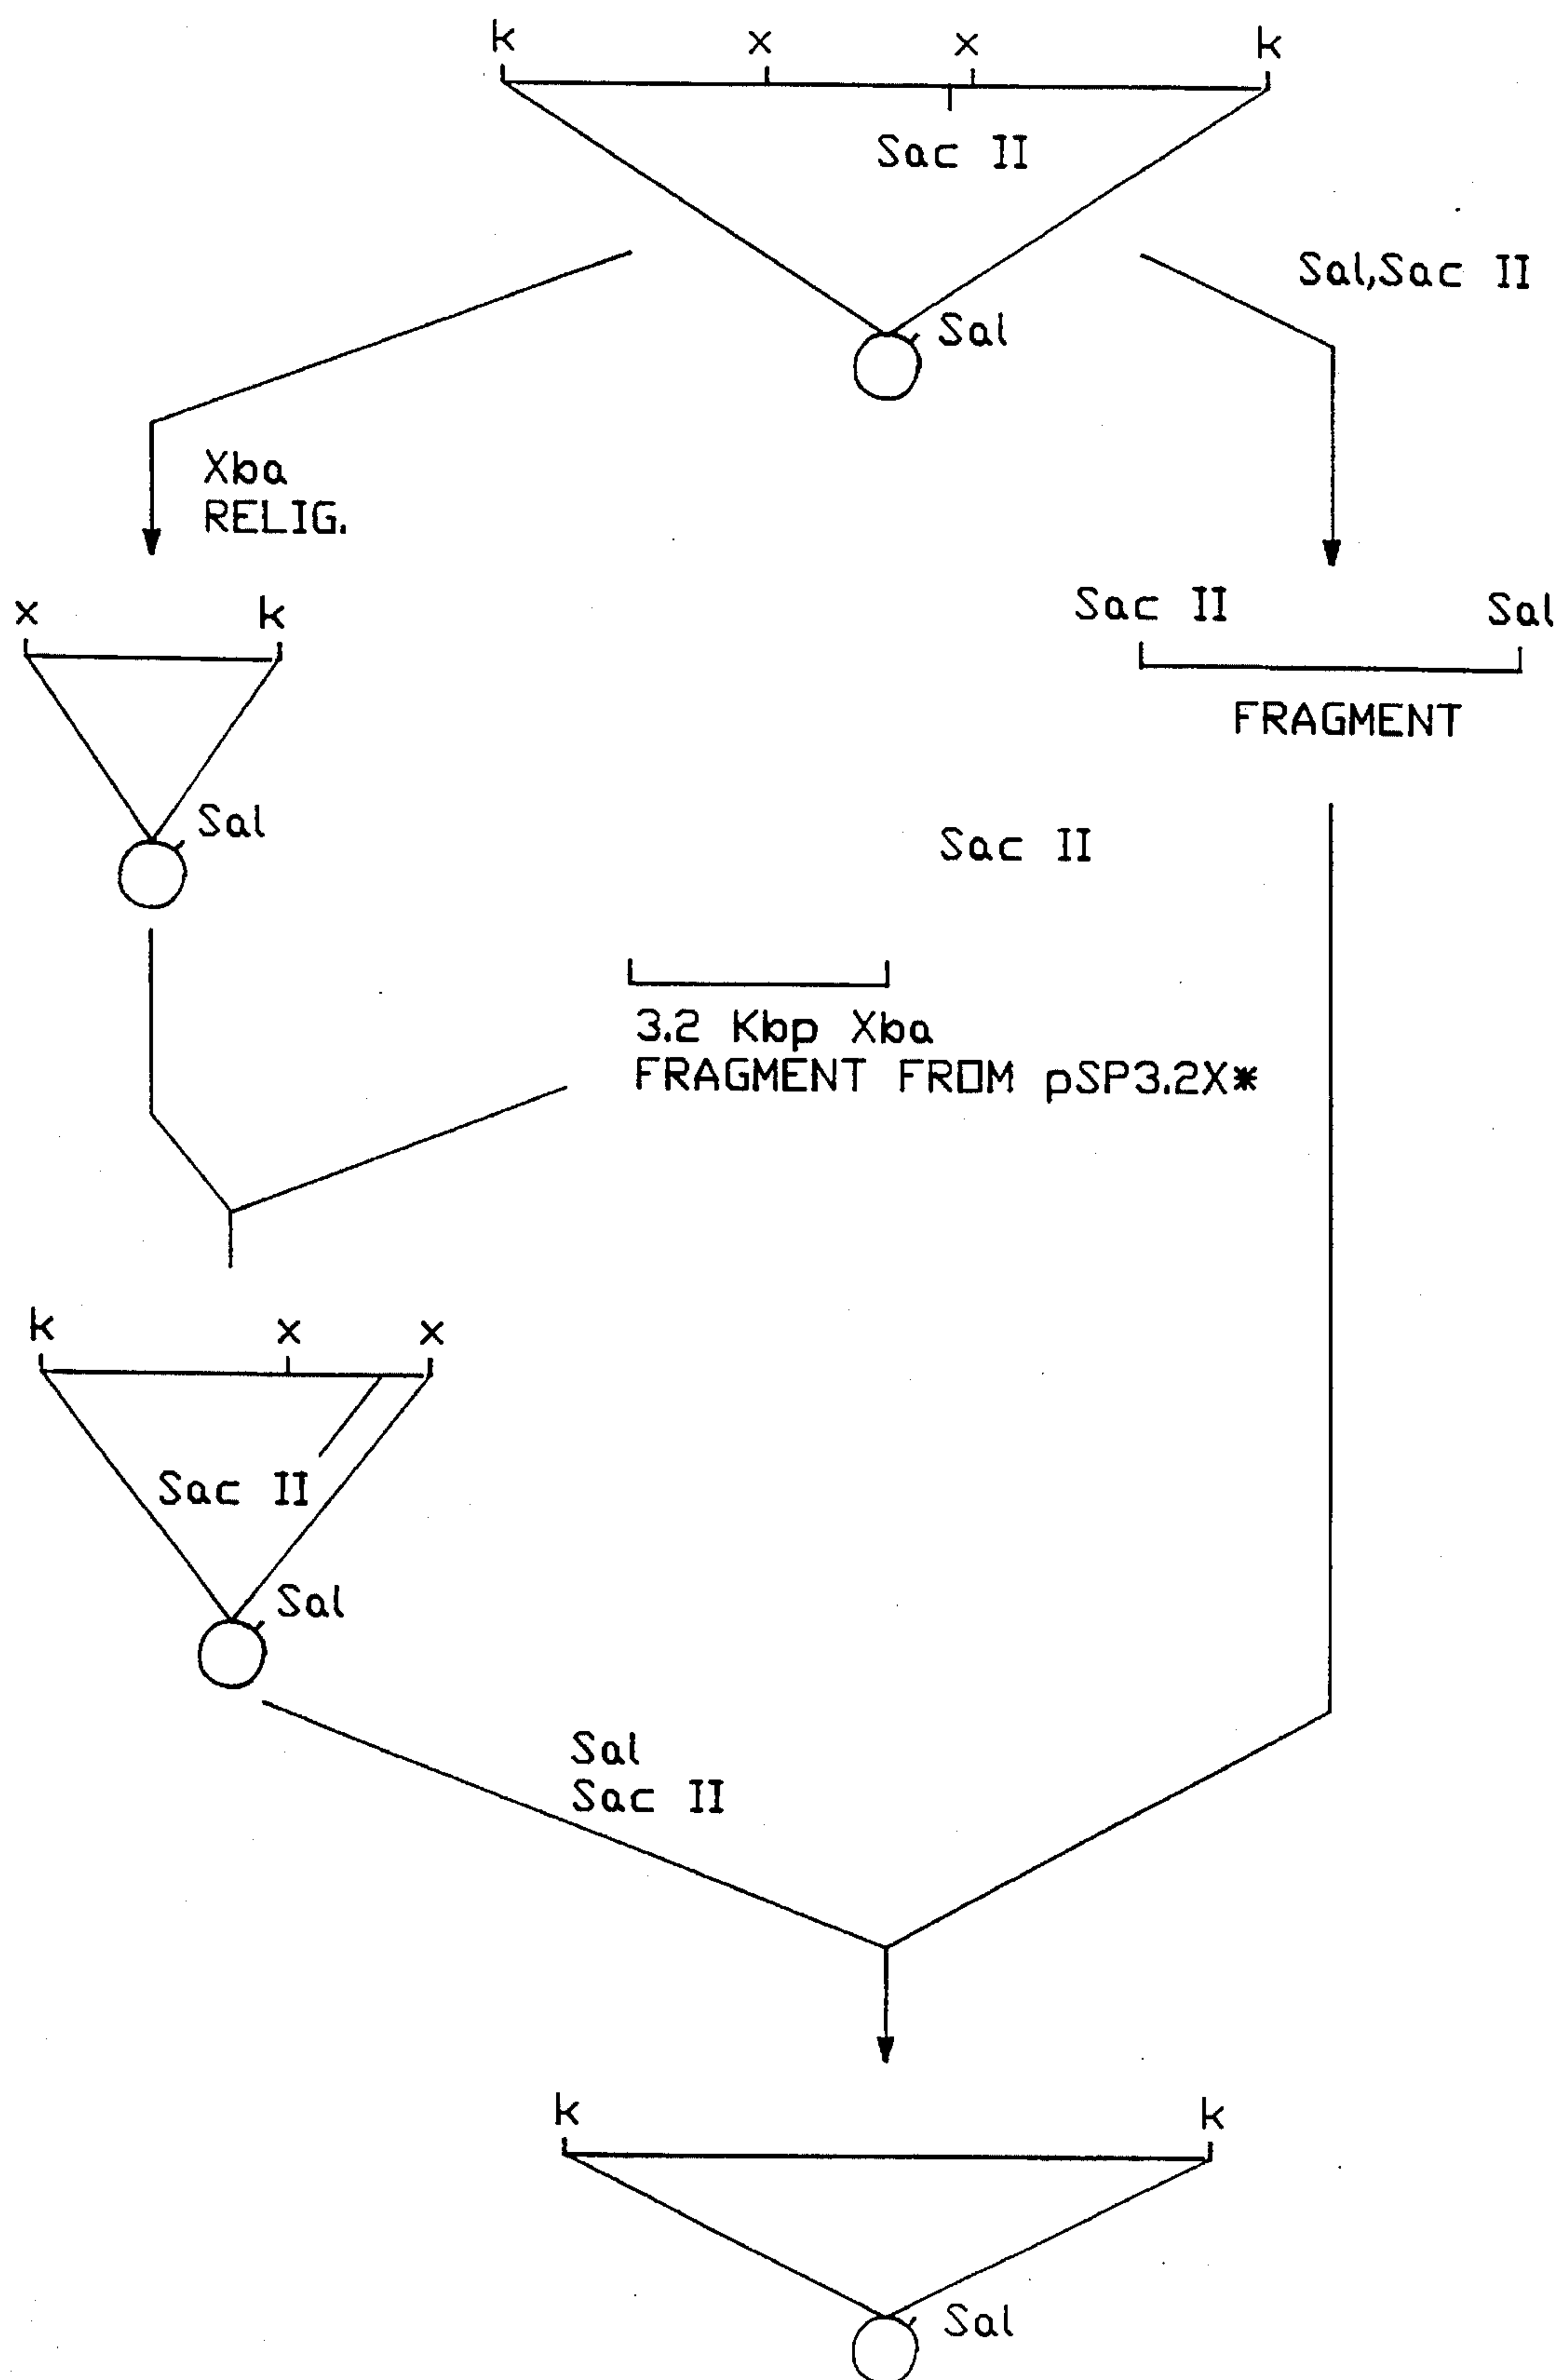 k x x k
Sac II
Sal,Sac II
Sal
Xba
RELIG.
x k
Sac II Sal
FRAGMENT
Sal
Sac II
3.2 Kbp Xba
FRAGMENT FROM pSP3.2X*
k x x
Sac II
Sal
Sal
Sac II
k k
Sal